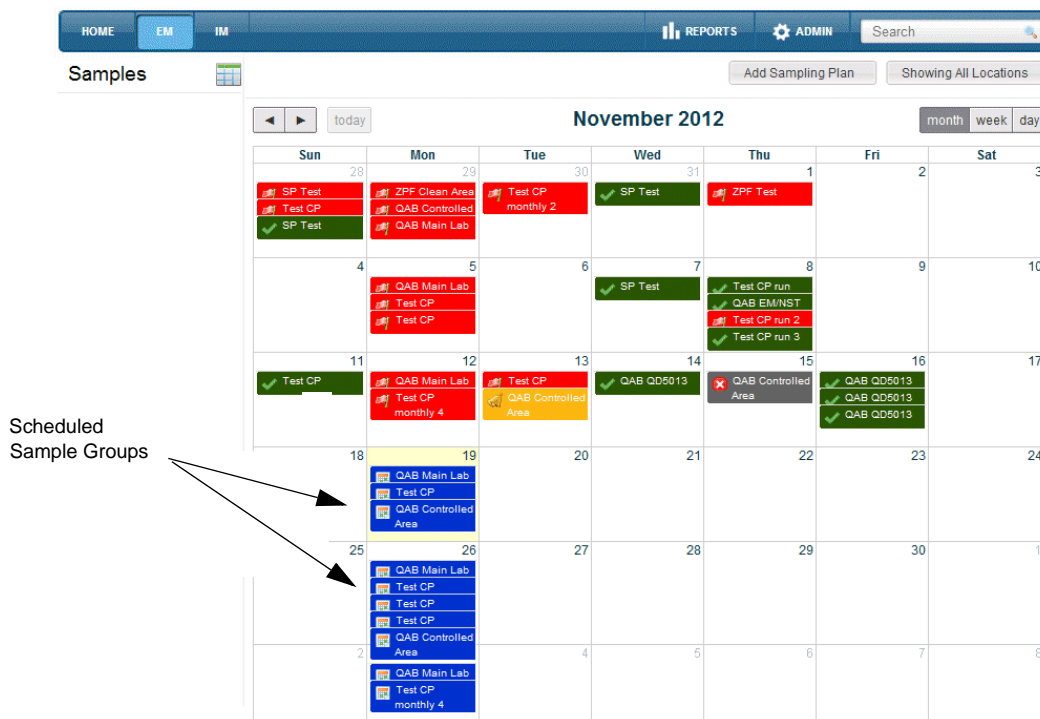 HOME EM IM REPORTS ADMIN Search
Samples Add Sampling Plan Showing All Locations
today November 2012 month week day
Sun Mon Tue Wed Thu Fri Sat
28 29 30 31 1 2 3
SP Test
Test CP
SP Test
ZPF Clean Area
QAB Controlled
QAB Main Lab
Test CP
monthly 2
SP Test
ZPF Test
4 5 6 7 8 9 10
QAB Main Lab
Test CP
Test CP
SP Test
Test CP run
QAB EM/NST
Test CP run 2
Test CP run 3
11 12 13 14 15 16 17
Test CP
QAB Main Lab
Test CP
monthly 4
Test CP
QAB Controlled
Area
QAB QD5013
QAB Controlled
Area
QAB QD5013
QAB QD5013
QAB QD5013
Scheduled
Sample Groups
18 19 20 21 22 23 24
QAB Main Lab
Test CP
QAB Controlled
Area
25 26 27 28 29 30 1
QAB Main Lab
Test CP
Test CP
Test CP
QAB Controlled
Area
2 4 5 6 7 8
QAB Main Lab
Test CP
monthly 4